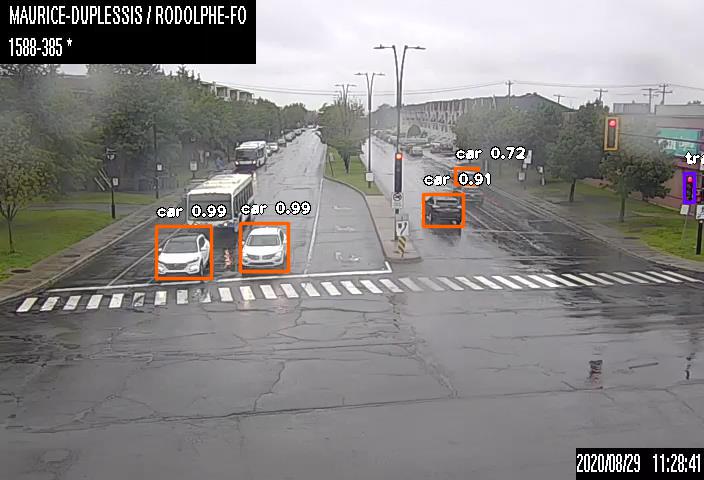 MAURICE-DUPLESSIS / RODOLPHE-FO
1588-385 *
car 0.72
tra
car 0.91
car 0.99
car 0.99
2020/08/29 11:28:41